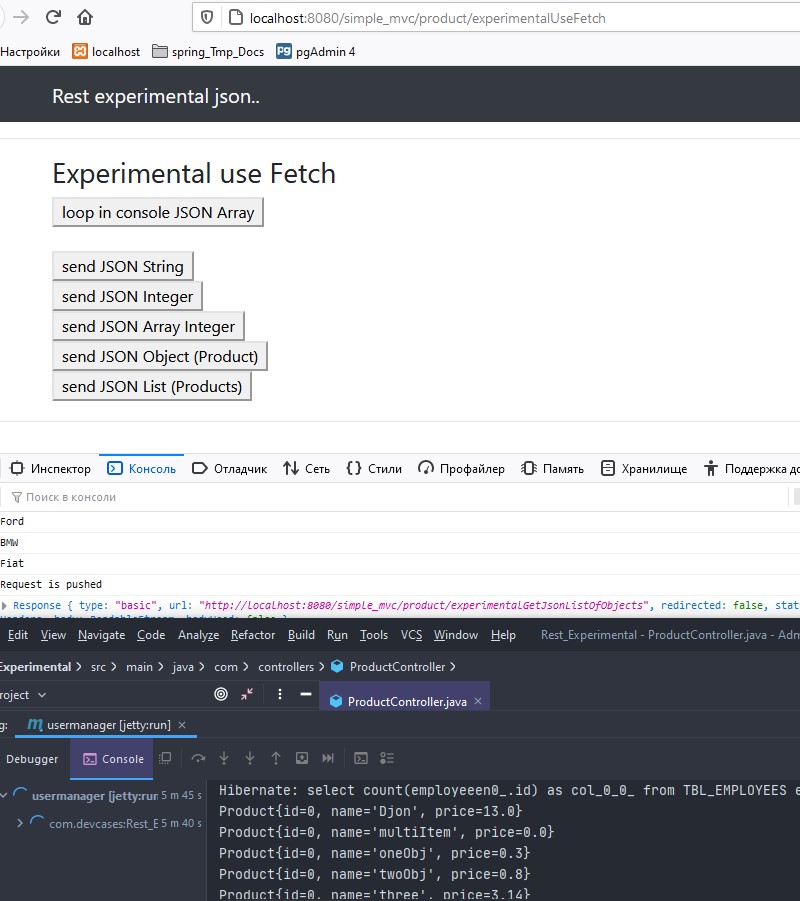 localhost:8080/simple_mvc/product/experimentalUseFetch
Настройки localhost spring_Tmp_Docs pgAdmin 4
Rest experimental json..
Experimental use Fetch
loop in console JSON Array
send JSON String
send JSON Integer
send JSON Array Integer
send JSON Object (Product)
send JSON List (Products)
Инспектор Консоль Отладчик Сеть Стили Профайлер Память Хранилище Поддержка до
Поиск в консоли
Ford
BMW
Fiat
Request is pushed
Response { type: "basic", url: "http://localhost:8080/simple_mvc/product/experimentalGetJsonListOfObjects", redirected: false, stat
Edit View Navigate Code Analyze Refactor Build Run Tools VCS Window Help Rest_Experimental - ProductController.java - Adm
Experimental src main java com controllers ProductController
roject ProductController.java
g: usermanager [jetty:run]
Debugger Console
usermanager [jetty:run 5 m 45 s
com.devcases:Rest_E 5 m 40 s
Hibernate: select count(employeeen0_.id) as col_0_0_ from TBL_EMPLOYEES e
Product{id=0, name='Djon', price=13.0}
Product{id=0, name='multiItem', price=0.0}
Product{id=0, name='oneObj', price=0.3}
Product{id=0, name='twoObj', price=0.8}
Product{id=0, name='three', price=3.14}